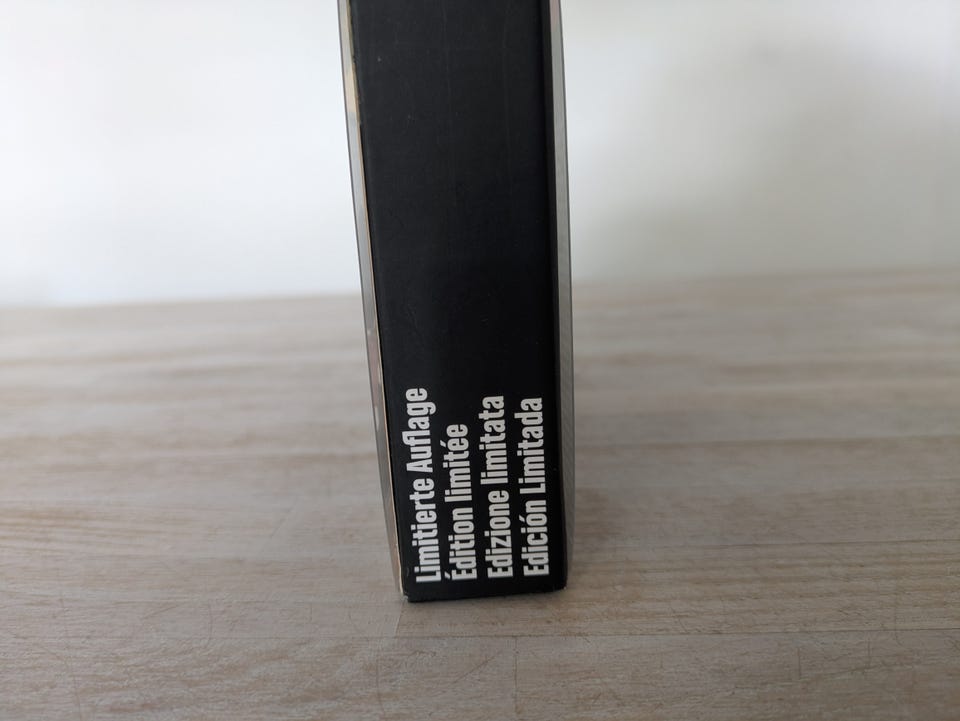 Limitierte Auflage
Édition limitée
Edizione limitata
Edición Limitada